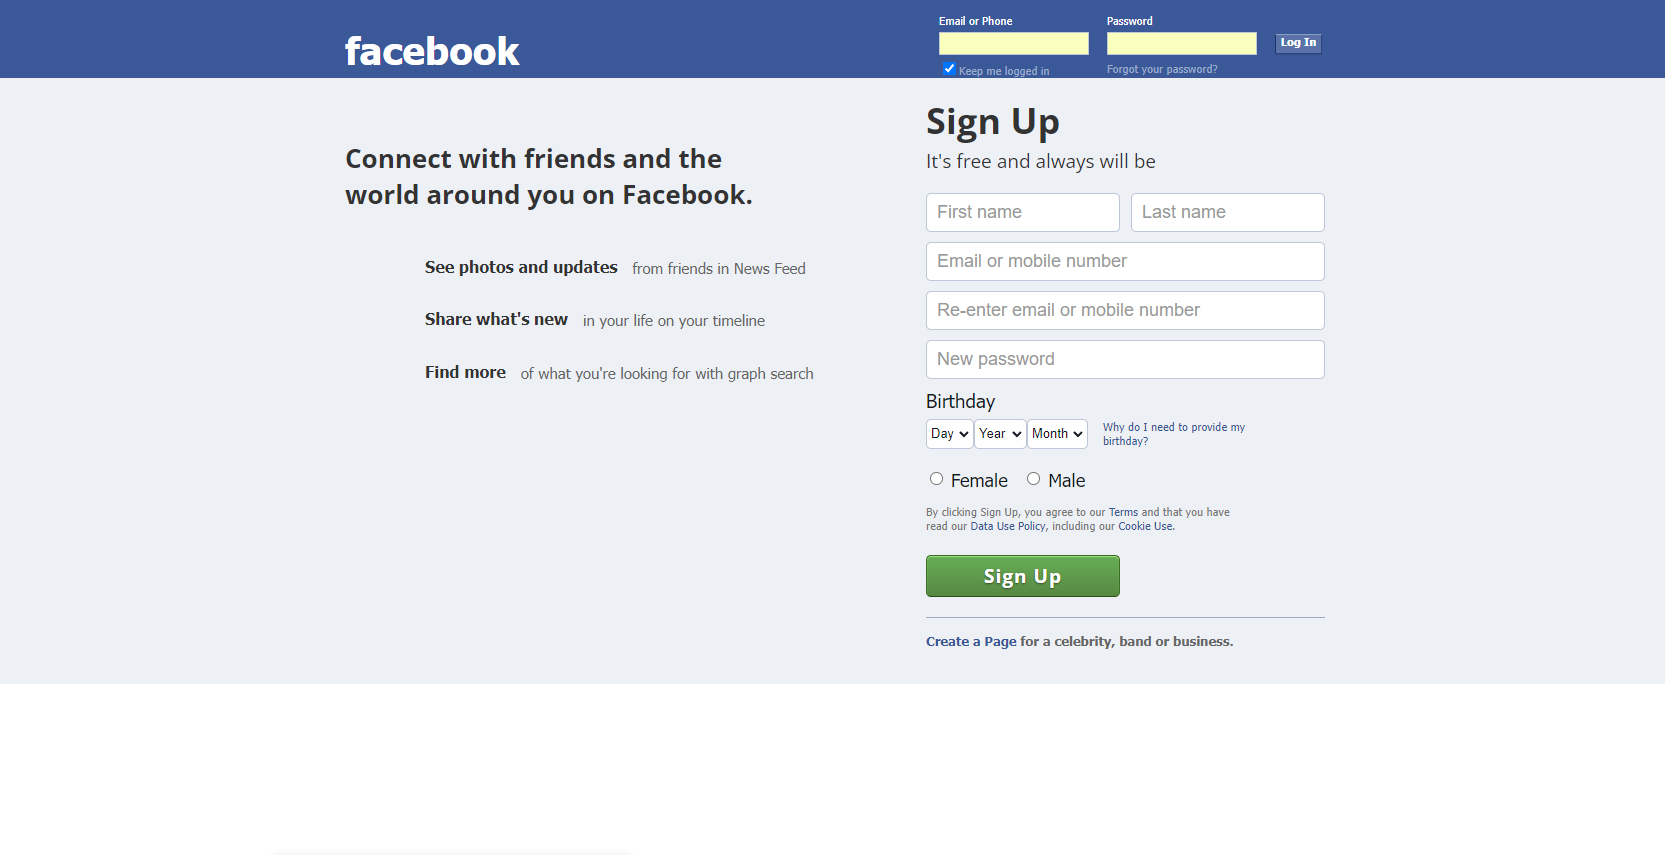 facebook
Email or Phone
Password
Log In
Keep me logged in
Forgot your password?
Connect with friends and the
world around you on Facebook.
See photos and updates from friends in News Feed
Share what's new in your life on your timeline
Find more of what you're looking for with graph search
Sign Up
It's free and always will be
First name
Last name
Email or mobile number
Re-enter email or mobile number
New password
Birthday
Day Year Month
Why do I need to provide my
birthday?
Female Male
By clicking Sign Up, you agree to our Terms and that you have
read our Data Use Policy, including our Cookie Use.
Sign Up
Create a Page for a celebrity, band or business.